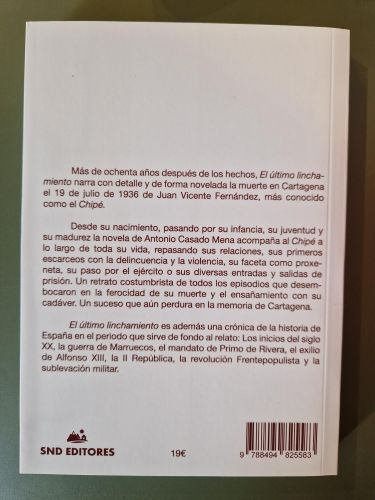 Más de ochenta años después de los hechos, El último lincha-
miento narra con detalle y de forma novelada la muerte en Cartagena
el 19 de julio de 1936 de Juan Vicente Fernández, más conocido
como el Chipé.
Desde su nacimiento, pasando por su infancia, su juventud y
su madurez la novela de Antonio Casado Mena acompaña al Chipé a
lo largo de toda su vida, repasando sus relaciones, sus primeros
escarceos con la delincuencia y la violencia, su faceta como proxe-
neta, su paso por el ejército o sus diversas entradas y salidas de
prisión. Un retrato costumbrista de todos los episodios que desem-
bocaron en la ferocidad de su muerte y el ensañamiento con su
cadáver. Un suceso que aún perdura en la memoria de Cartagena.
El último linchamiento es además una crónica de la historia de
España en el periodo que sirve de fondo al relato: Los inicios del siglo
XX, la guerra de Marruecos, el mandato de Primo de Rivera, el exilio
de Alfonso XIII, la II República, la revolución Frentepopulista y la
sublevación militar.
SND EDITORES
19€
9 788494 825583